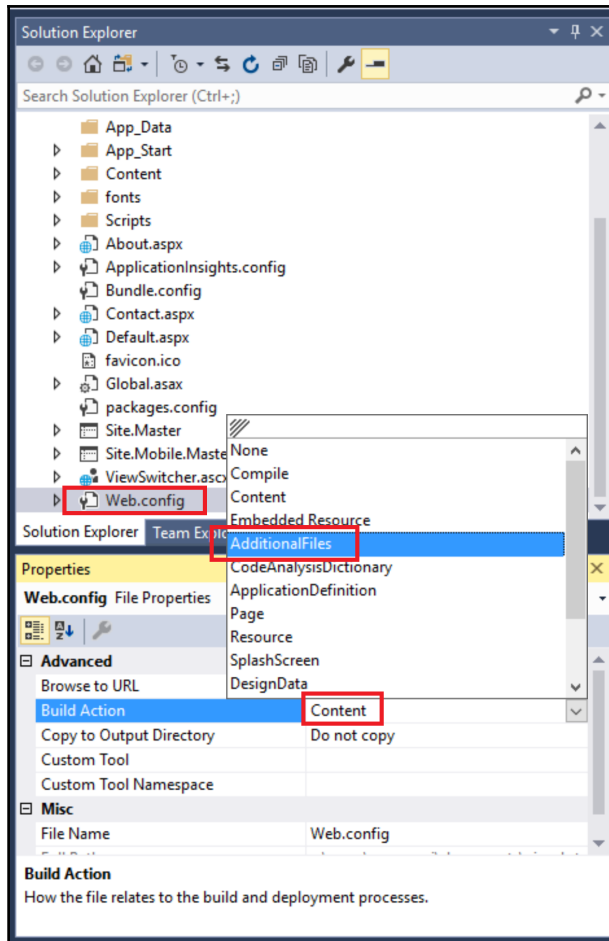 Solution Explorer
Search Solution Explorer (Ctrl+;)
App_Data
App_Start
Content
fonts
Scripts
About.aspx
ApplicationInsights.config
Bundle.config
Contact.aspx
Default.aspx
favicon.ico
Global.asax
packages.config
Site.Master
Site.Mobile.Maste
ViewSwitcher.asc
Web.config
None
Compile
Content
Embedded Resource
AdditionalFiles
CodeAnalysisDictionary
ApplicationDefinition
Page
Resource
SplashScreen
DesignData
Solution Explorer Team Explo
Properties
Web.config File Properties
Advanced
Browse to URL
Build Action Content
Copy to Output Directory Do not copy
Custom Tool
Custom Tool Namespace
Misc
File Name Web.config
Build Action
How the file relates to the build and deployment processes.